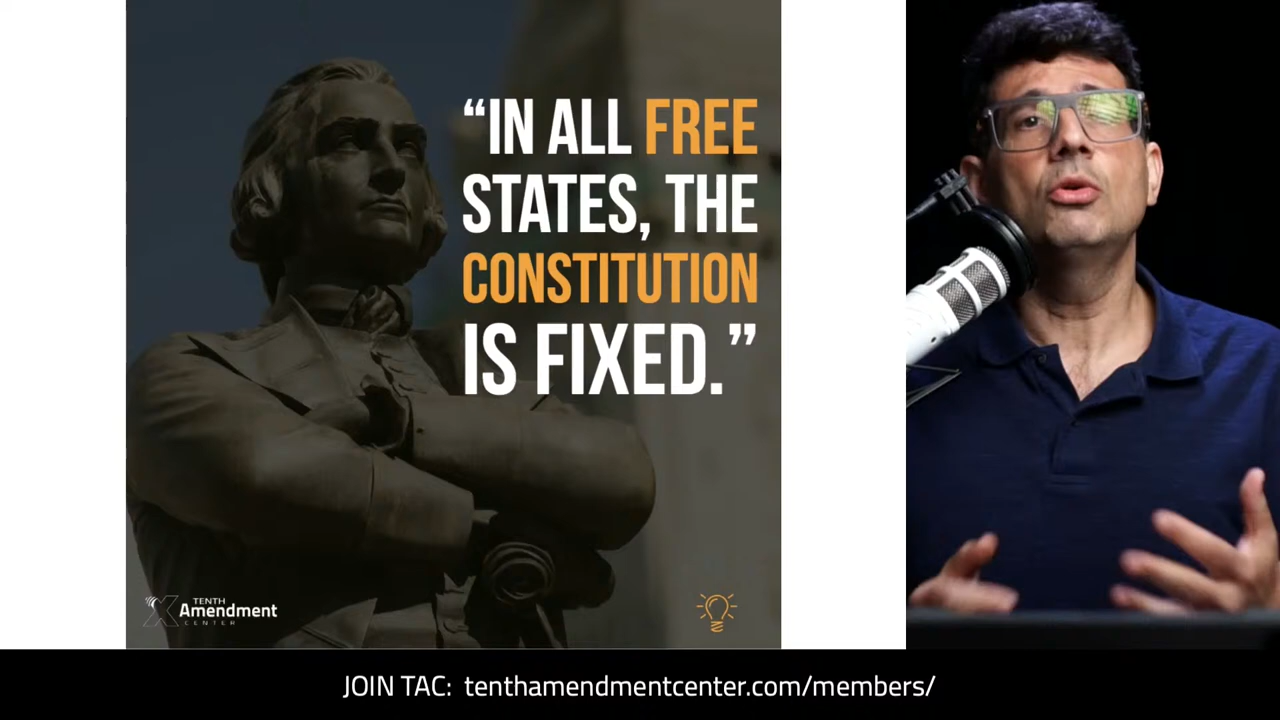 “IN ALL FREE
STATES, THE
CONSTITUTION
IS FIXED.”
TENTH
Amendment
CENTER
JOIN TAC: tenthamendmentcenter.com/members/